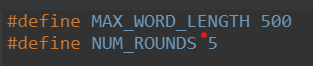 #define MAX_WORD_LENGTH 500
#define NUM_ROUNDS 5